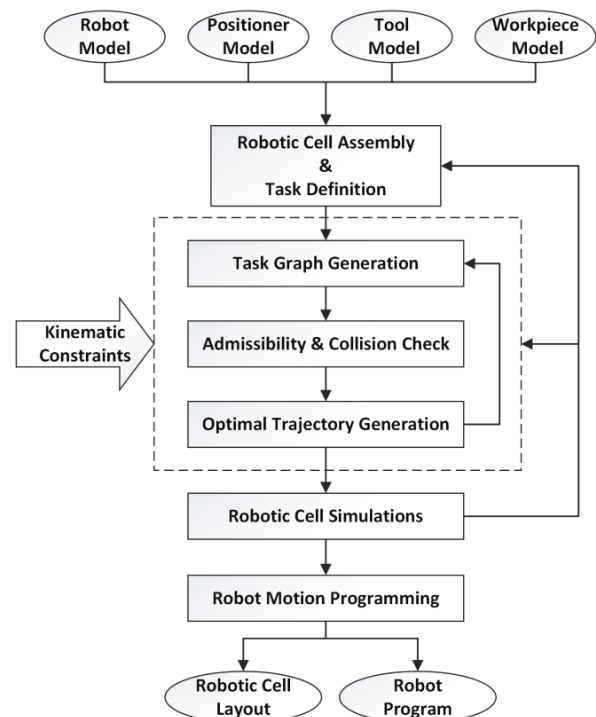 Robot
Model
Positioner
Model
Tool
Model
Workpiece
Model
Robotic Cell Assembly
&
Task Definition
Task Graph Generation
Kinematic
Constraints
Admissibility & Collision Check
Optimal Trajectory Generation
Robotic Cell Simulations
Robot Motion Programming
Robotic Cell
Layout
Robot
Program